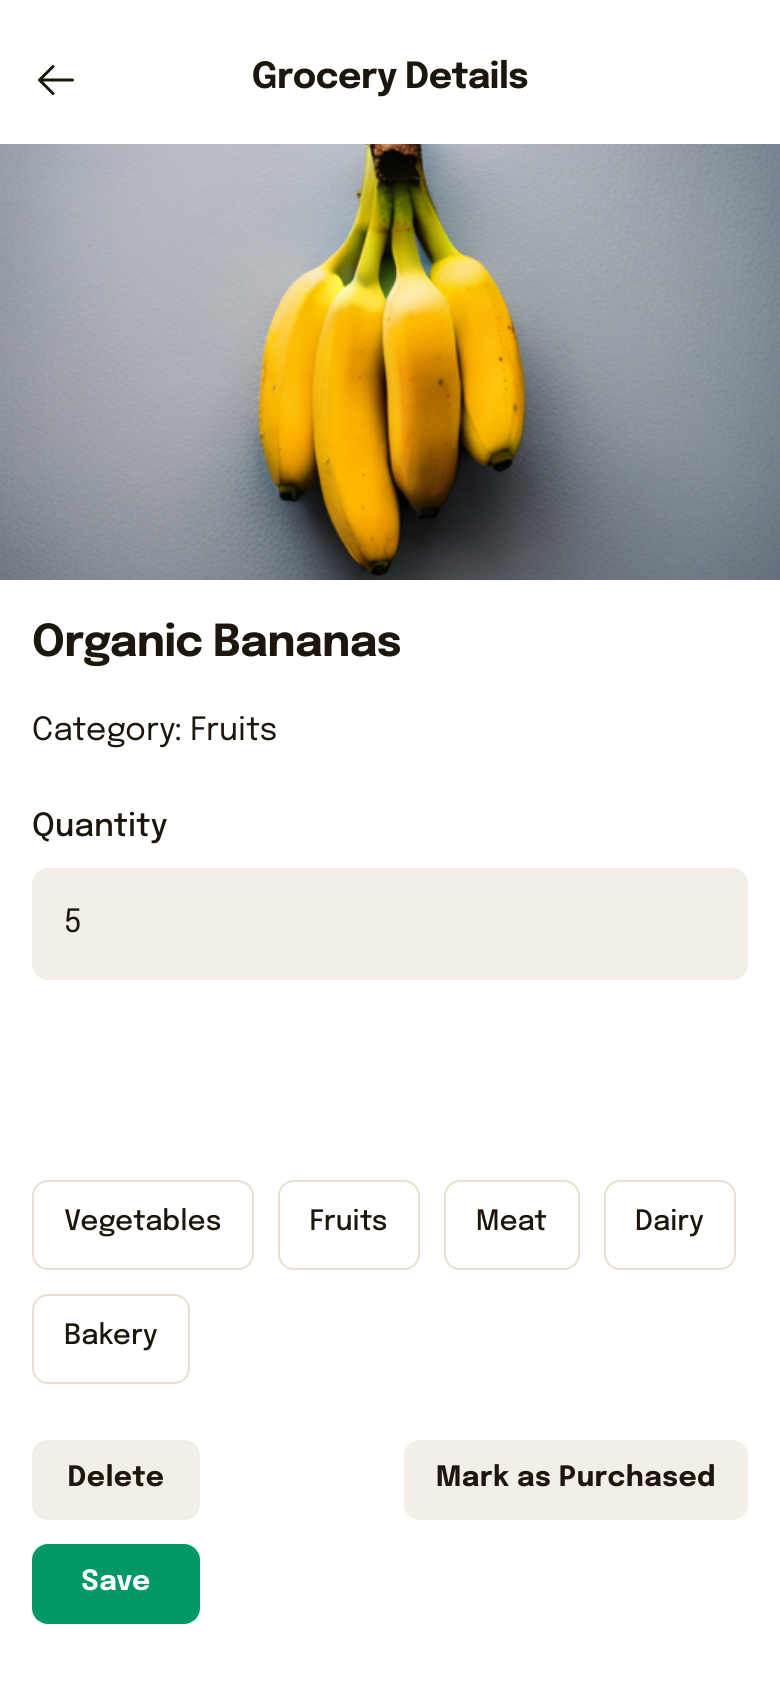 Grocery Details
Organic Bananas
Category: Fruits
Quantity
5
Vegetables Fruits Meat Dairy
Bakery
Delete Mark as Purchased
Save